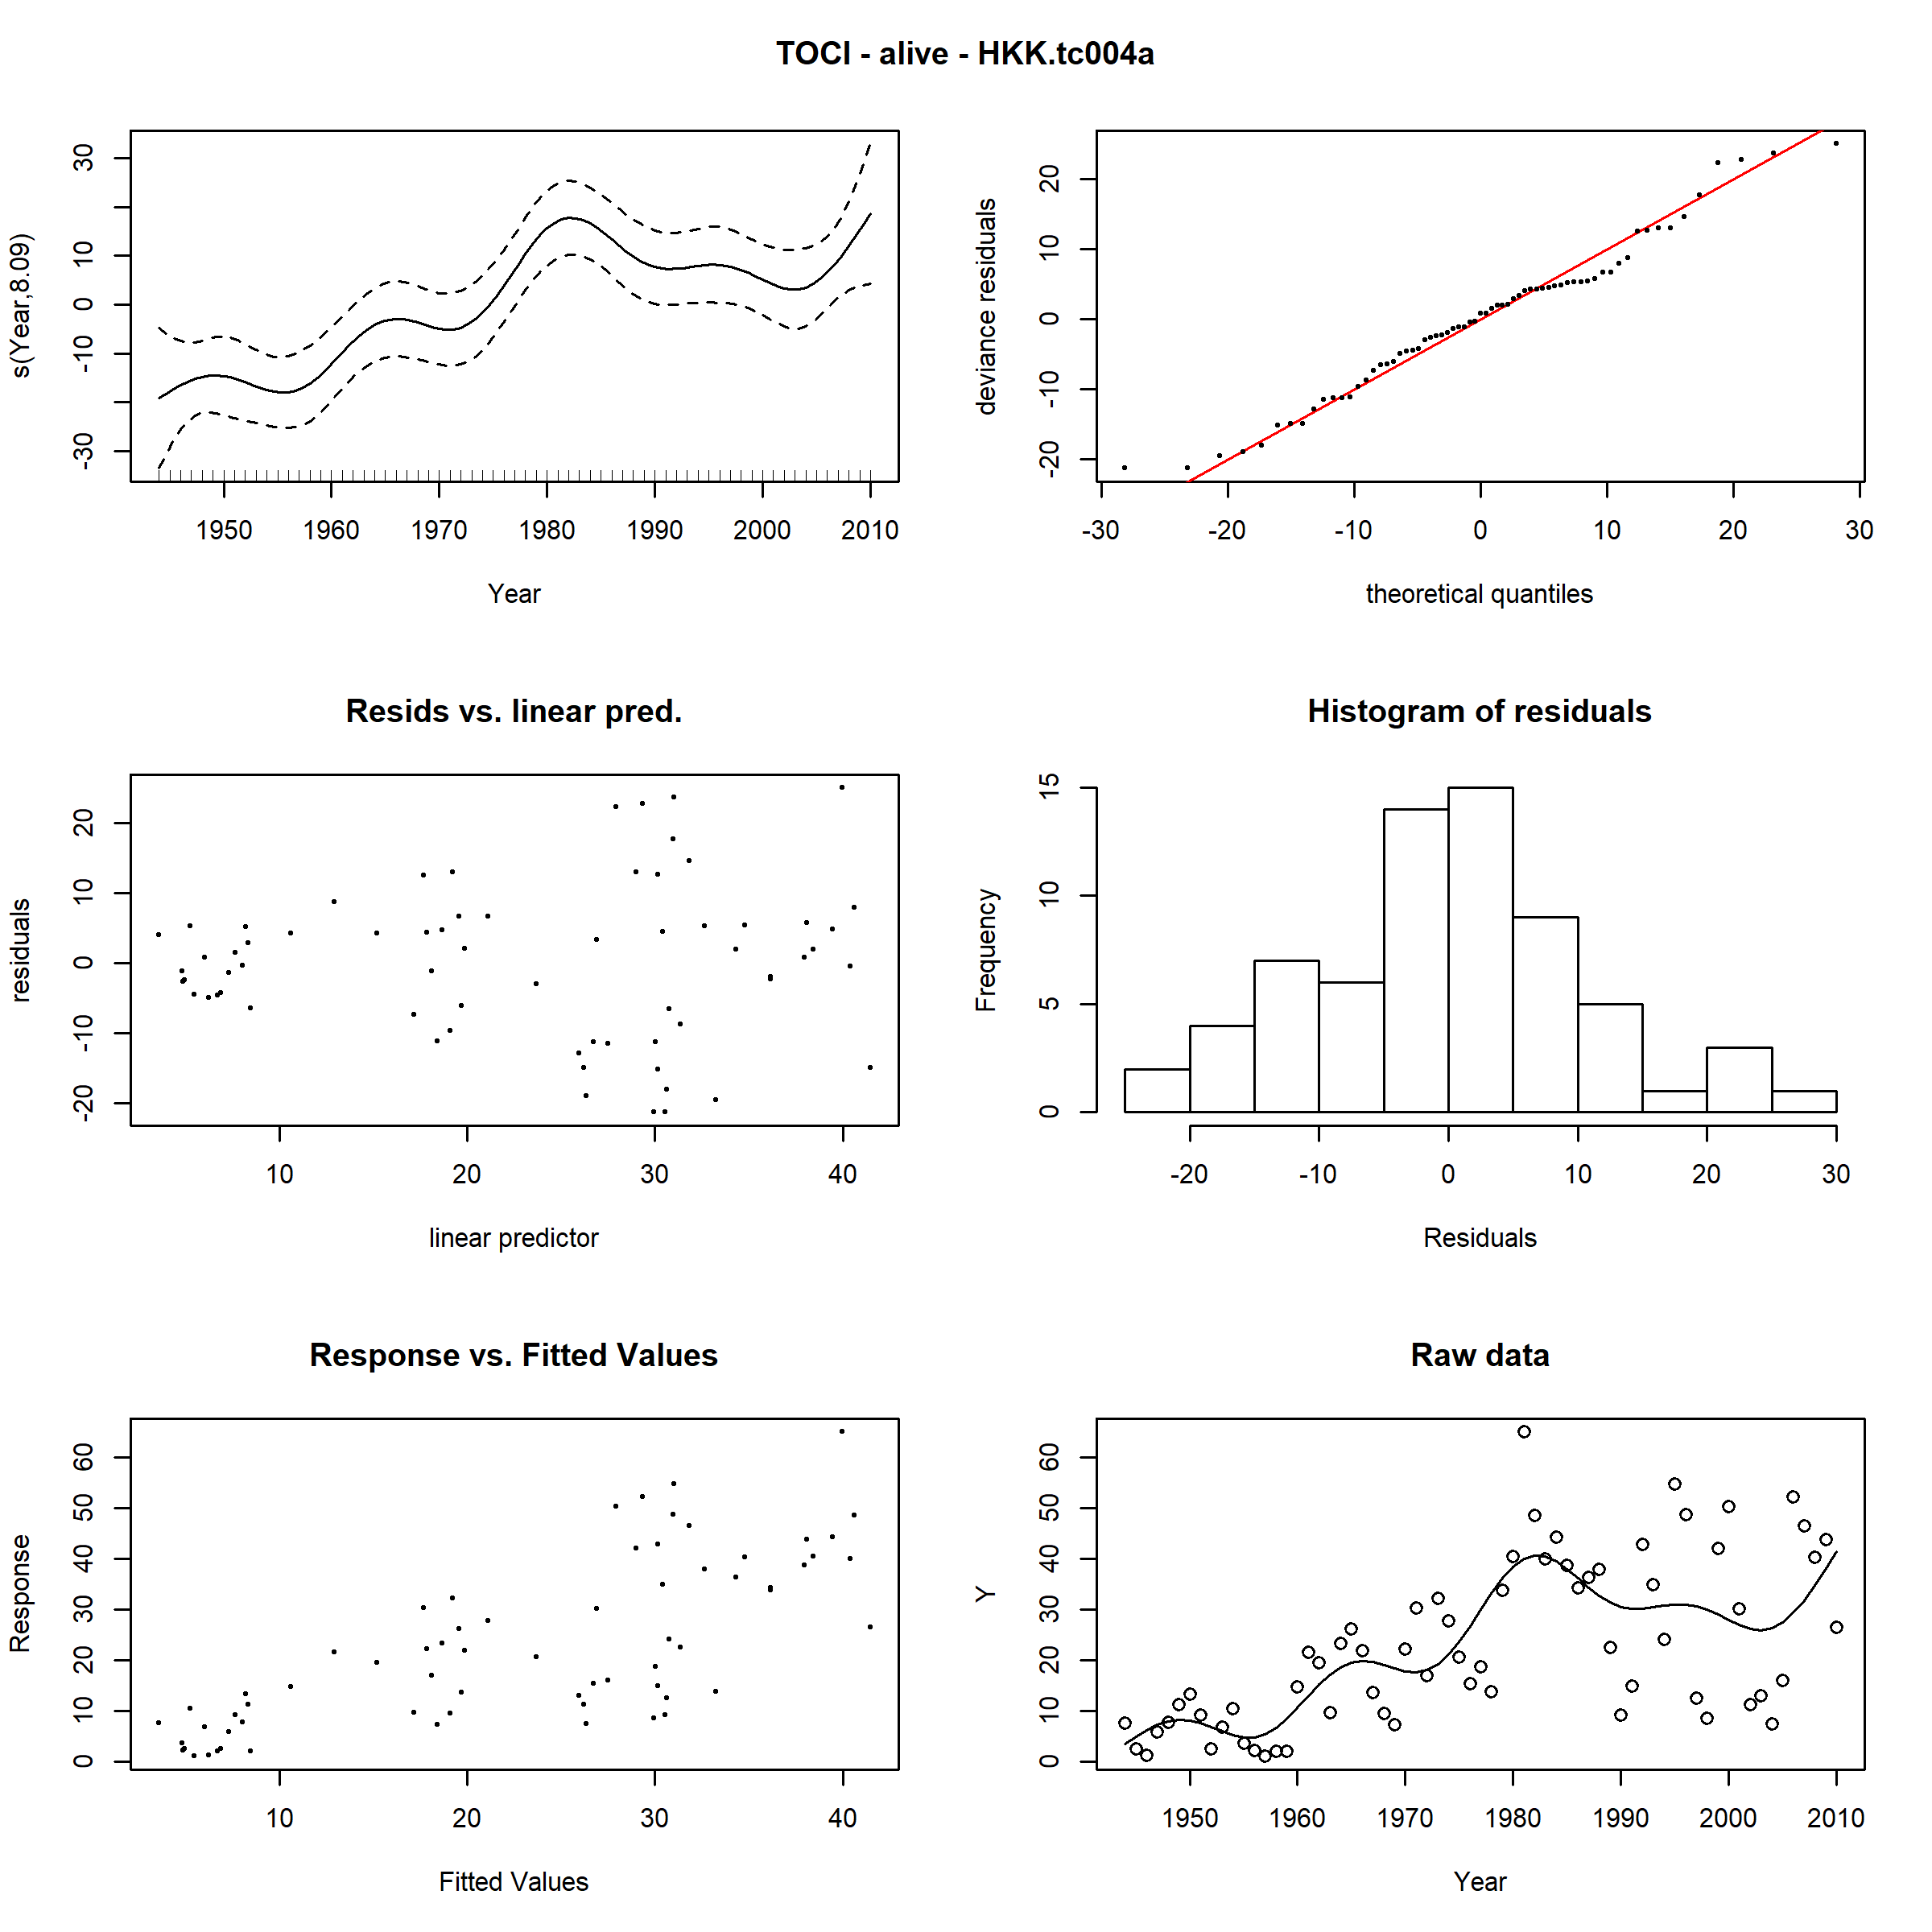 TOCI - alive - HKK.tc004a
s(Year,8.09)
30
10
0
-10
-30
1950 1960 1970 1980 1990 2000 2010
Year
deviance residuals
20
10
0
-10
-20
-30 -20 -10 0 10 20 30
theoretical quantiles
Resids vs. linear pred.
residuals
20
10
0
-10
-20
10 20 30 40
linear predictor
Histogram of residuals
Frequency
15
10
5
0
-20 -10 0 10 20 30
Residuals
Response vs. Fitted Values
Response
60
50
40
30
20
10
0
10 20 30 40
Fitted Values
Raw data
Y
60
50
40
30
20
10
0
1950 1960 1970 1980 1990 2000 2010
Year